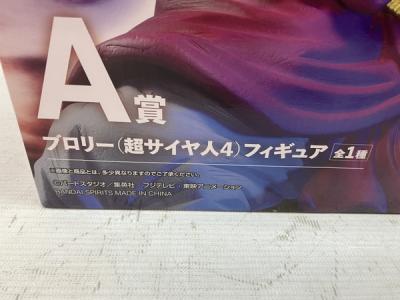 A賞
ブロリー(超サイヤ人4)フィギュア 全1種
※画像と商品とは、多少異なりますのでご了承ください。
©バードスタジオ/集英社 フジテレビ・東映アニメーション
BANDAI SPIRITS MADE IN CHINA